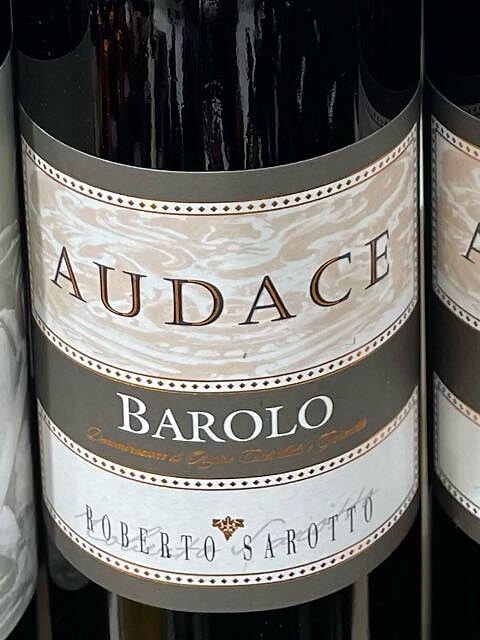 AUDACE
BAROLO
Denominazione di Origine Controllata e Garantita
ROBERTO SAROTTO
A